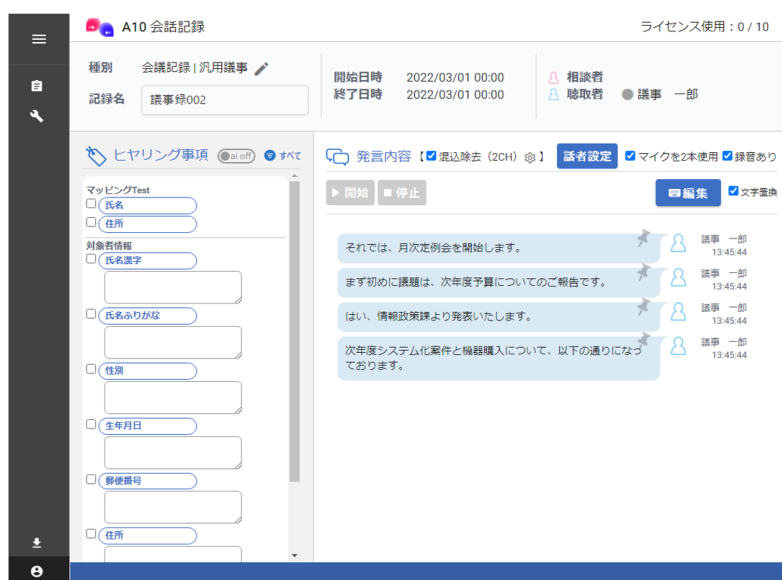 A10 会話記録
ライセンス使用：0 / 10
種別 会議記録 | 汎用議事
記録名 議事録002
開始日時 2022/03/01 00:00
終了日時 2022/03/01 00:00
相談者
聴取者 議事 一郎
ヒヤリング事項 ai off すべて
マッピングTest
氏名
住所
対象者情報
氏名漢字
氏名ふりがな
性別
生年月日
郵便番号
住所
発言内容 【 混込除去（2CH） 】 話者設定 マイクを2本使用 録音あり
開始 停止 編集 文字置換
それでは、月次定例会を開始します。
議事 一郎
13:45:44
まず初めに議題は、次年度予算についてのご報告です。
議事 一郎
13:45:44
はい、情報政策課より発表いたします。
議事 一郎
13:45:44
次年度システム化案件と機器購入について、以下の通りになっ
ております。
議事 一郎
13:45:44